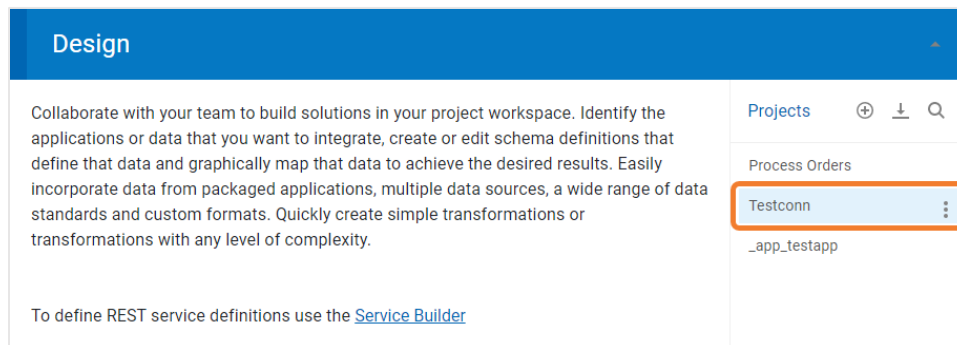 Design
Collaborate with your team to build solutions in your project workspace. Identify the
applications or data that you want to integrate, create or edit schema definitions that
define that data and graphically map that data to achieve the desired results. Easily
incorporate data from packaged applications, multiple data sources, a wide range of data
standards and custom formats. Quickly create simple transformations or
transformations with any level of complexity.
To define REST service definitions use the Service Builder
Projects
Process Orders
Testconn
_app_testapp